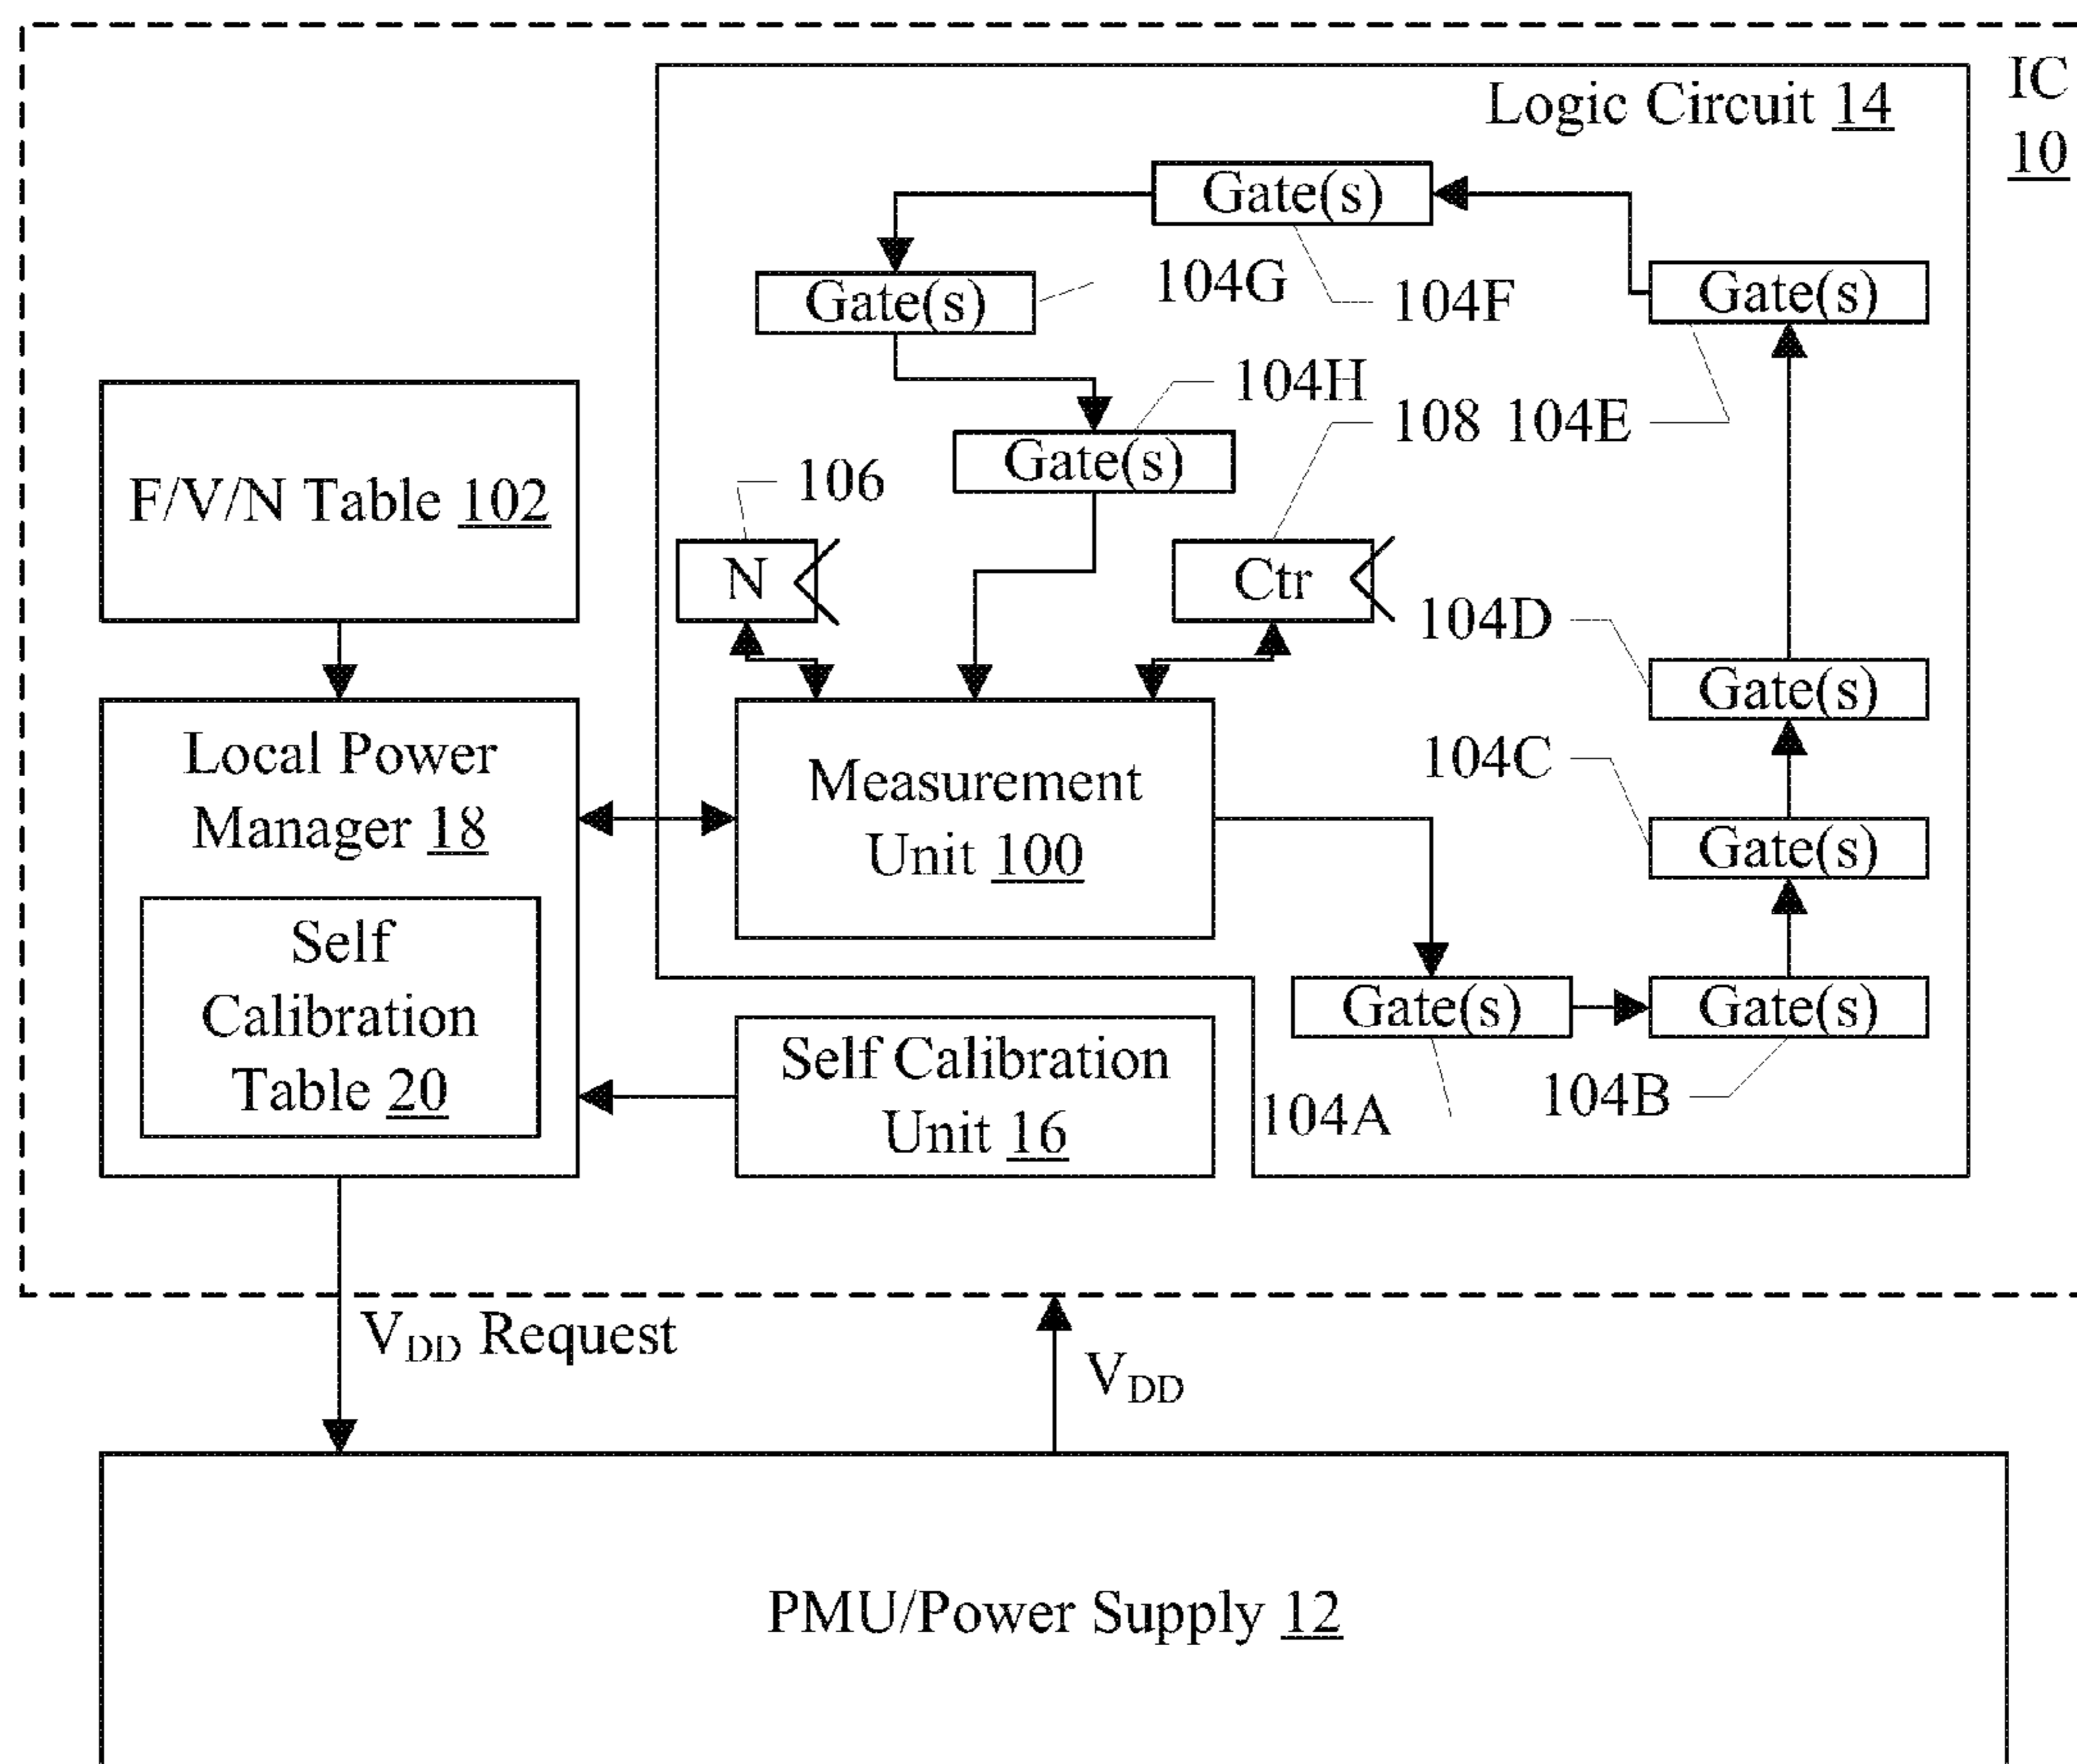 IC
10
Logic Circuit 14
Gate(s)
104F
Gate(s)
104G
Gate(s)
104E
Gate(s)
104H
F/V/N Table 102
106
108
N
Ctr
104D
Gate(s)
Local Power
Manager 18
Measurement
Unit 100
104C
Gate(s)
Self
Calibration
Table 20
Self Calibration
Unit 16
Gate(s)
104A
Gate(s)
104B
VDD Request
VDD
PMU/Power Supply 12